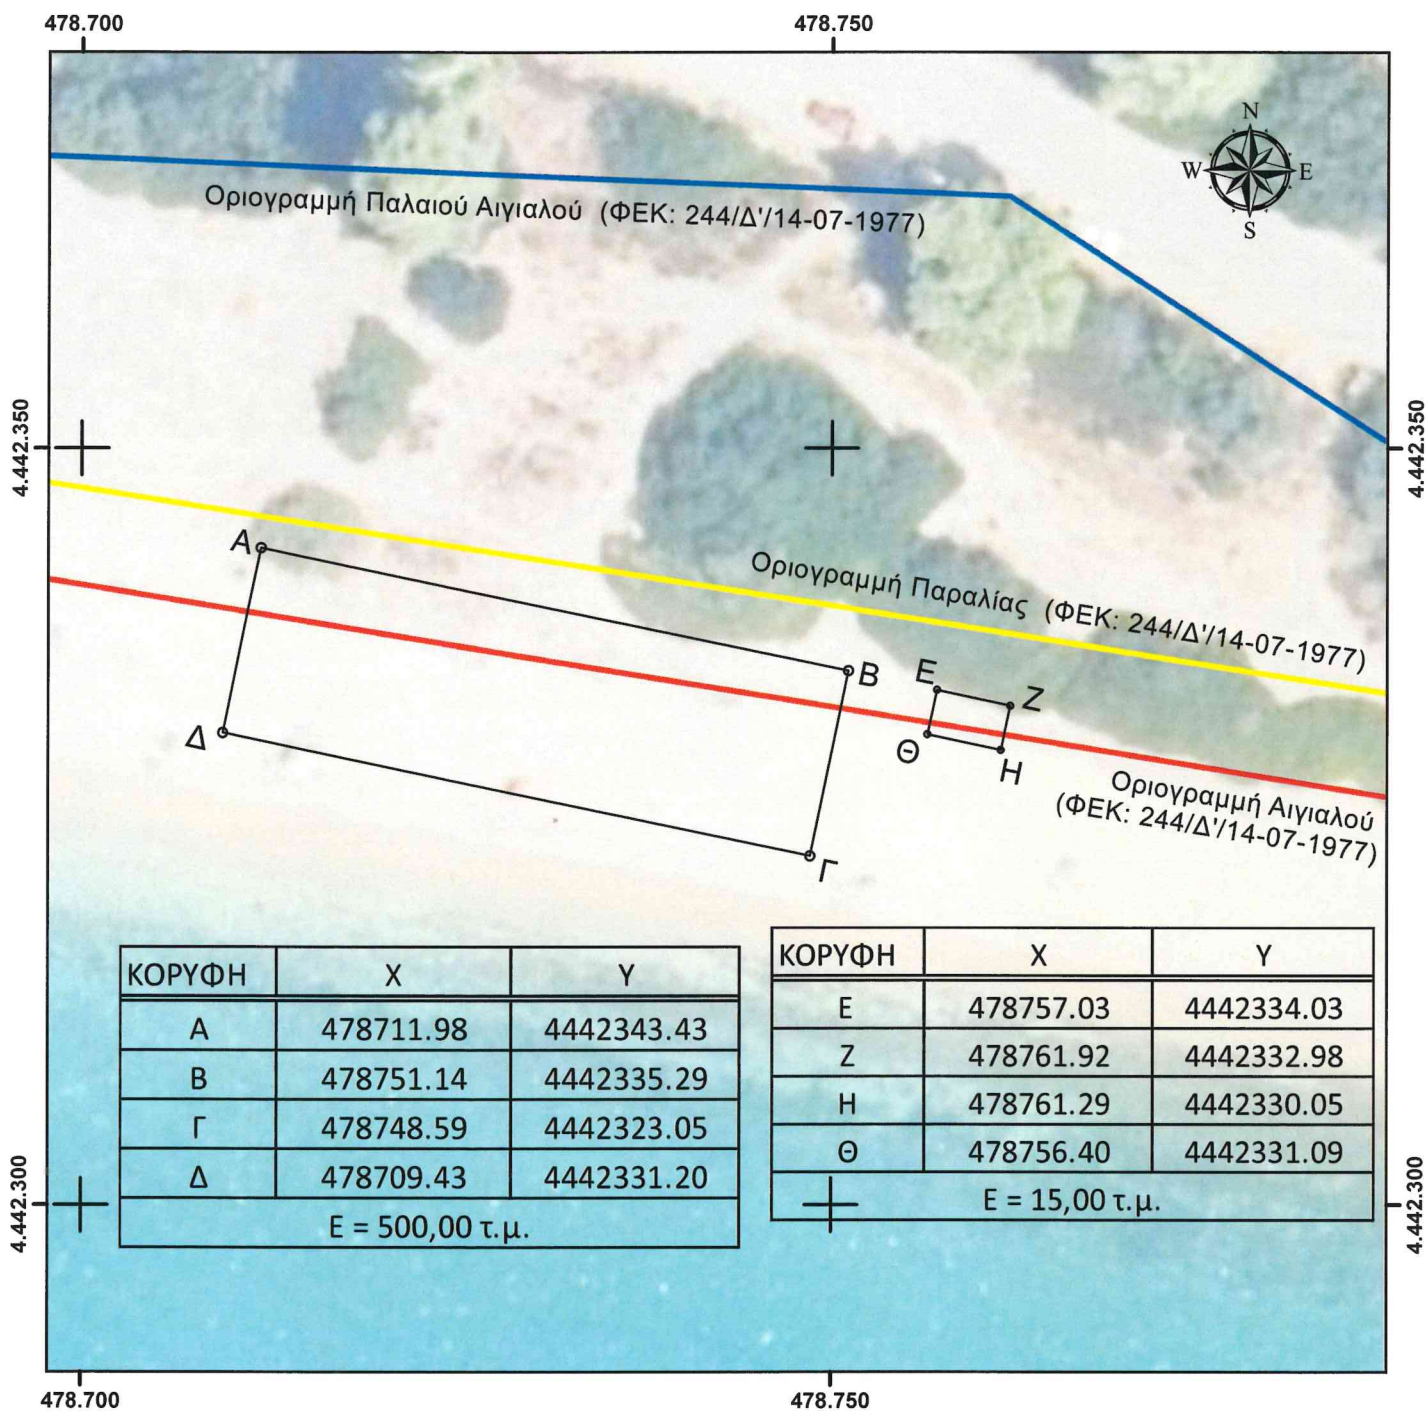 478.700 478.750
N
W E
S
Οριογραμμή Παλαιού Αιγιαλού (ΦΕΚ: 244/Δ'/14-07-1977)
4.442.350 4.442.350
Α
Οριογραμμή Παραλίας (ΦΕΚ: 244/Δ'/14-07-1977)
Β
Ε
Ζ
Δ
Θ
Η
Οριογραμμή Αιγιαλού
(ΦΕΚ: 244/Δ'/14-07-1977)
Γ
ΚΟΡΥΦΗ Χ Υ
Α 478711.98 4442343.43
Β 478751.14 4442335.29
Γ 478748.59 4442323.05
Δ 478709.43 4442331.20
Ε = 500,00 τ.μ.
ΚΟΡΥΦΗ Χ Υ
Ε 478757.03 4442334.03
Ζ 478761.92 4442332.98
Η 478761.29 4442330.05
Θ 478756.40 4442331.09
Ε = 15,00 τ.μ.
4.442.300 4.442.300
478.700 478.750